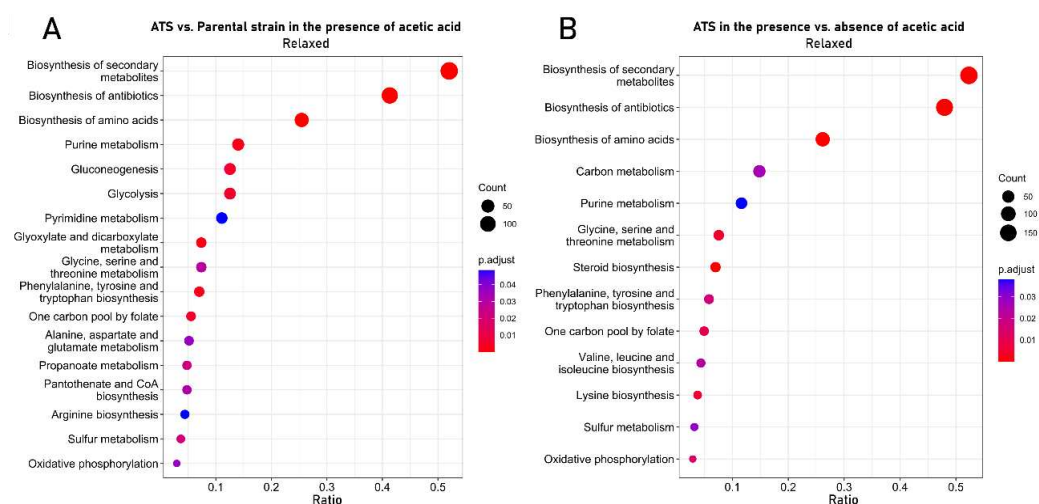 A
ATS vs. Parental strain in the presence of acetic acid
Relaxed
Biosynthesis of secondary
metabolites
Biosynthesis of antibiotics
Biosynthesis of amino acids
Purine metabolism
Gluconeogenesis
Glycolysis
Pyrimidine metabolism
Glyoxylate and dicarboxylate
metabolism
Glycine, serine and
threonine metabolism
Phenylalanine, tyrosine and
tryptophan biosynthesis
One carbon pool by folate
Alanine, aspartate and
glutamate metabolism
Propanoate metabolism
Pantothenate and CoA
biosynthesis
Arginine biosynthesis
Sulfur metabolism
Oxidative phosphorylation
0.1 0.2 0.3 0.4 0.5
Ratio
Count
50
100
p.adjust
0.04
0.03
0.02
0.01
B
ATS in the presence vs. absence of acetic acid
Relaxed
Biosynthesis of secondary
metabolites
Biosynthesis of antibiotics
Biosynthesis of amino acids
Carbon metabolism
Purine metabolism
Glycine, serine and
threonine metabolism
Steroid biosynthesis
Phenylalanine, tyrosine and
tryptophan biosynthesis
One carbon pool by folate
Valine, leucine and
isoleucine biosynthesis
Lysine biosynthesis
Sulfur metabolism
Oxidative phosphorylation
0.1 0.2 0.3 0.4 0.5
Ratio
Count
50
100
150
p.adjust
0.03
0.02
0.01